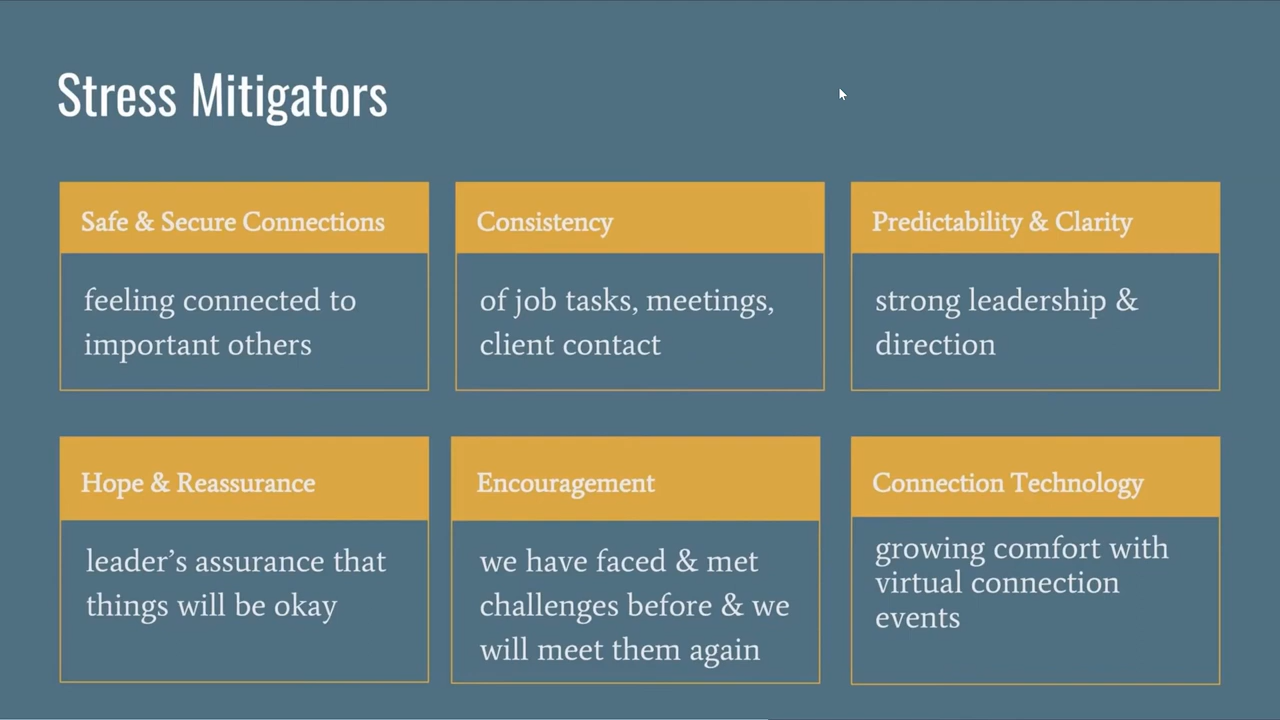 Stress Mitigators
Safe & Secure Connections
feeling connected to
important others
Consistency
of job tasks, meetings,
client contact
Predictability & Clarity
strong leadership &
direction
Hope & Reassurance
leader’s assurance that
things will be okay
Encouragement
we have faced & met
challenges before & we
will meet them again
Connection Technology
growing comfort with
virtual connection
events